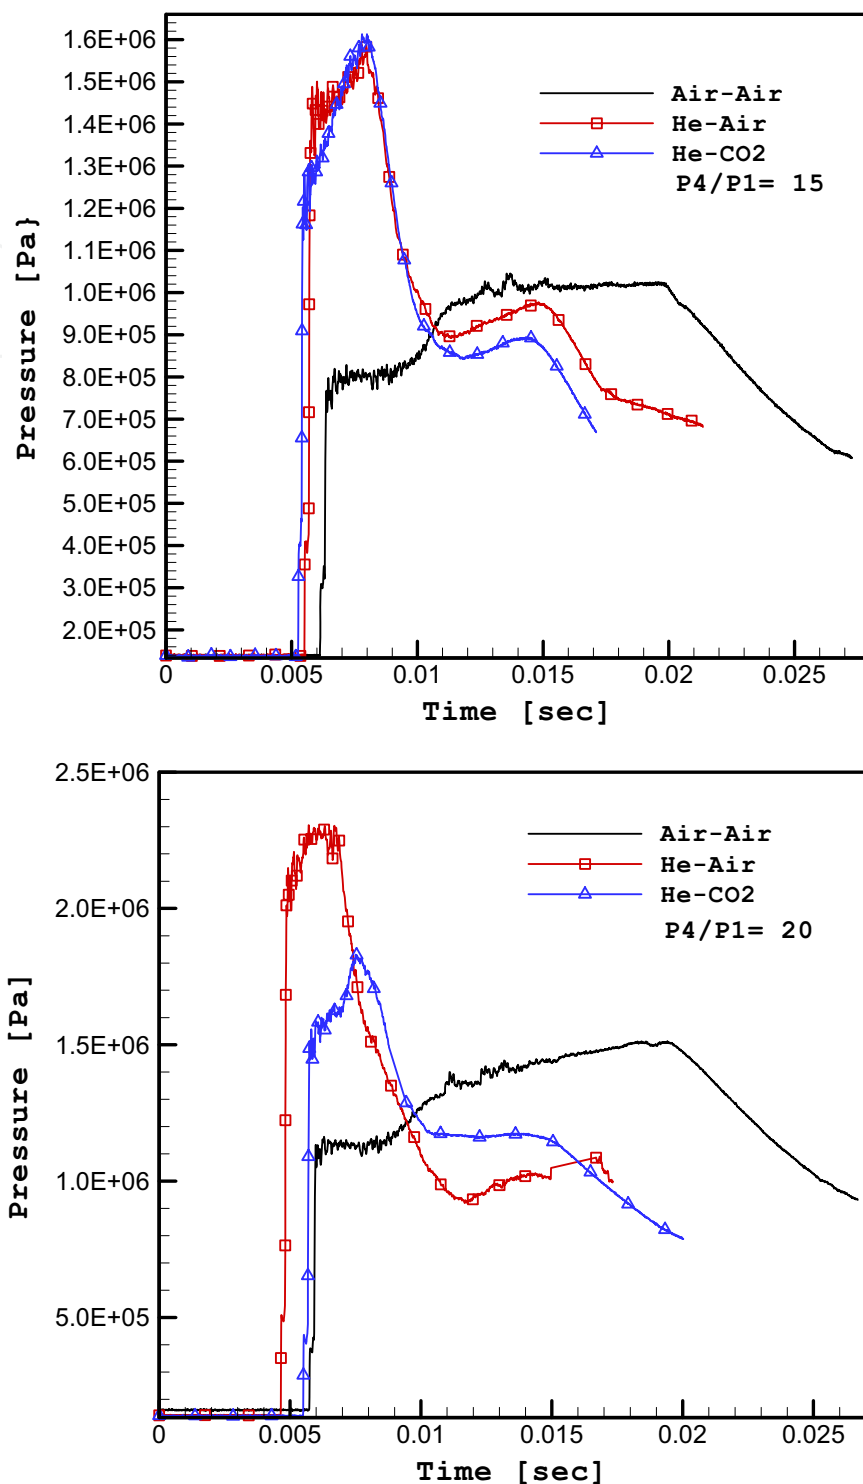 1.6E+06
1.5E+06
1.4E+06
1.3E+06
1.2E+06
1.1E+06
1.0E+06
9.0E+05
8.0E+05
7.0E+05
6.0E+05
5.0E+05
4.0E+05
3.0E+05
2.0E+05
Pressure [Pa}
Air-Air
He-Air
He-CO2
P4/P1= 15
0 0.005 0.01 0.015 0.02 0.025
Time [sec]
2.5E+06
2.0E+06
1.5E+06
1.0E+06
5.0E+05
Pressure [Pa]
Air-Air
He-Air
He-CO2
P4/P1= 20
0 0.005 0.01 0.015 0.02 0.025
Time [sec]